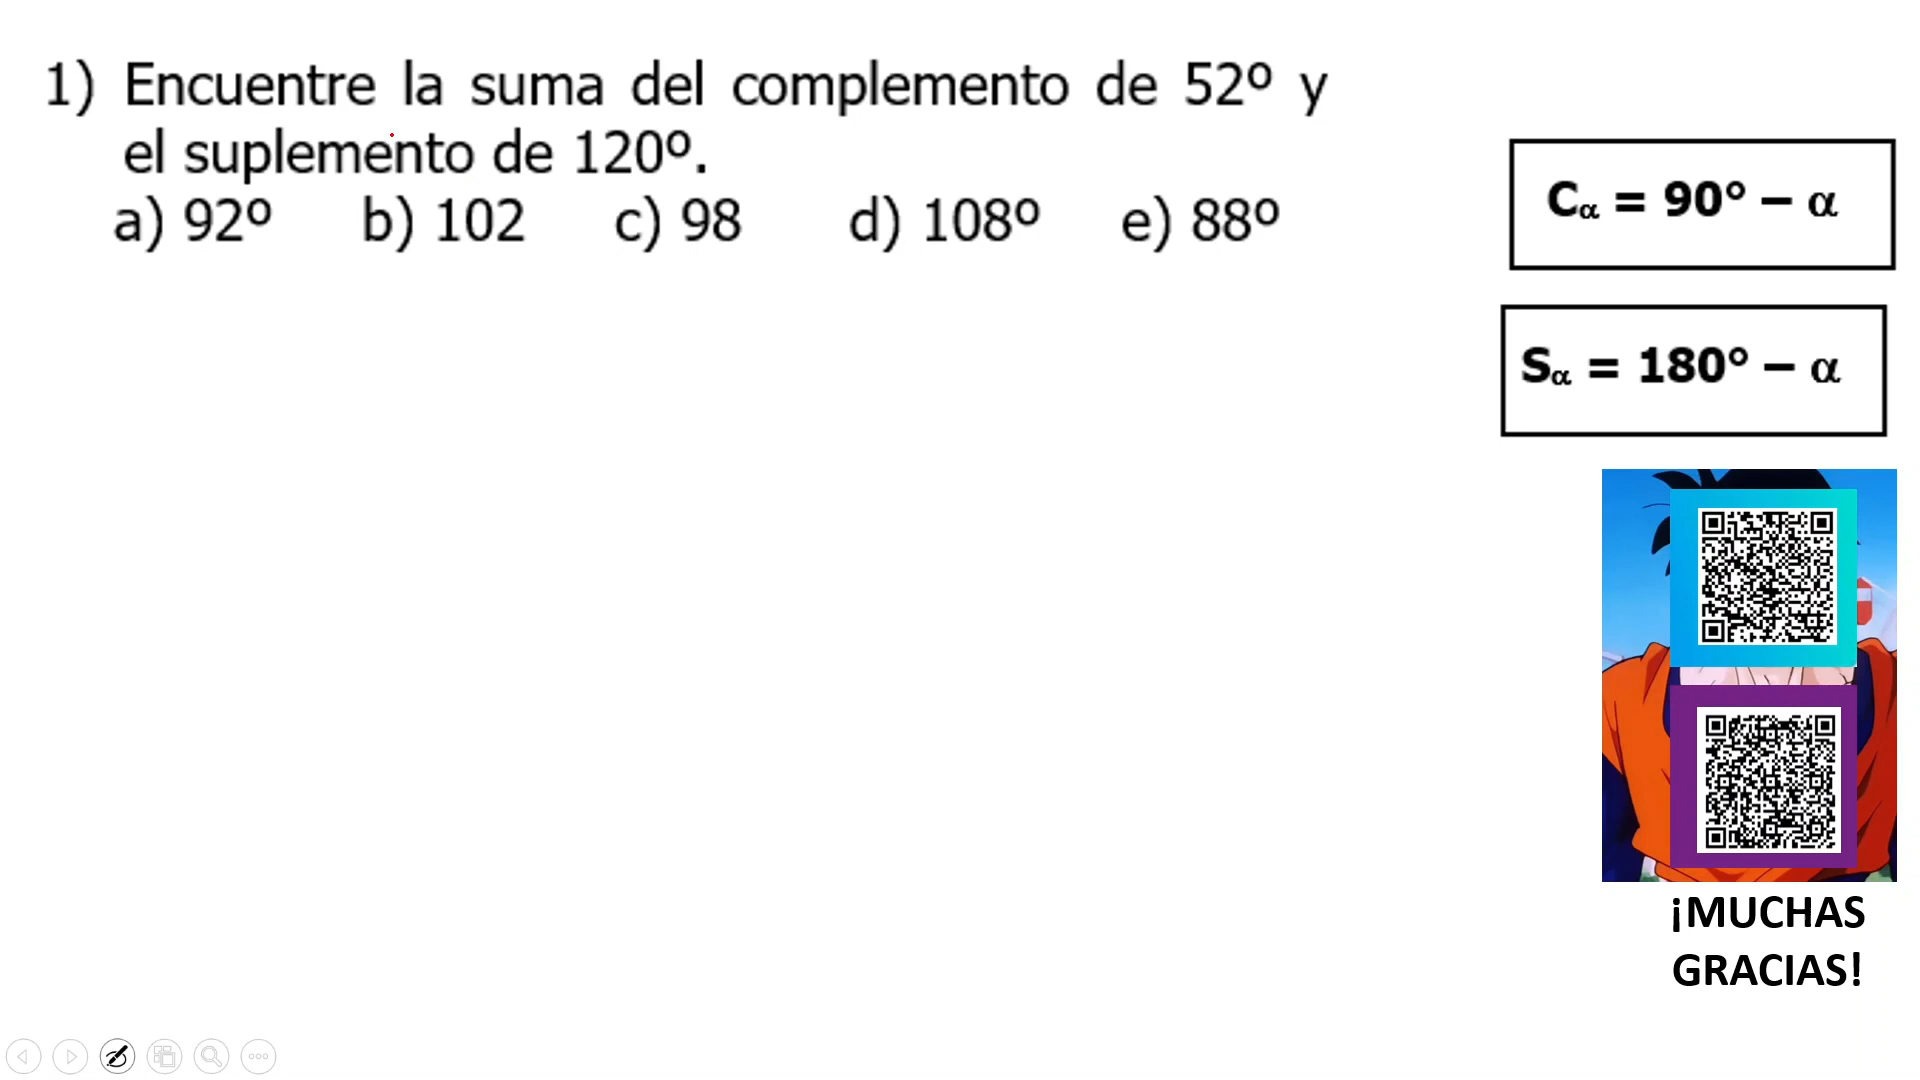 1) Encuentre la suma del complemento de 52º y
el suplemento de 120º.
a) 92º b) 102 c) 98 d) 108º e) 88º
Cα = 90° – α
Sα = 180° – α
¡MUCHAS
GRACIAS!